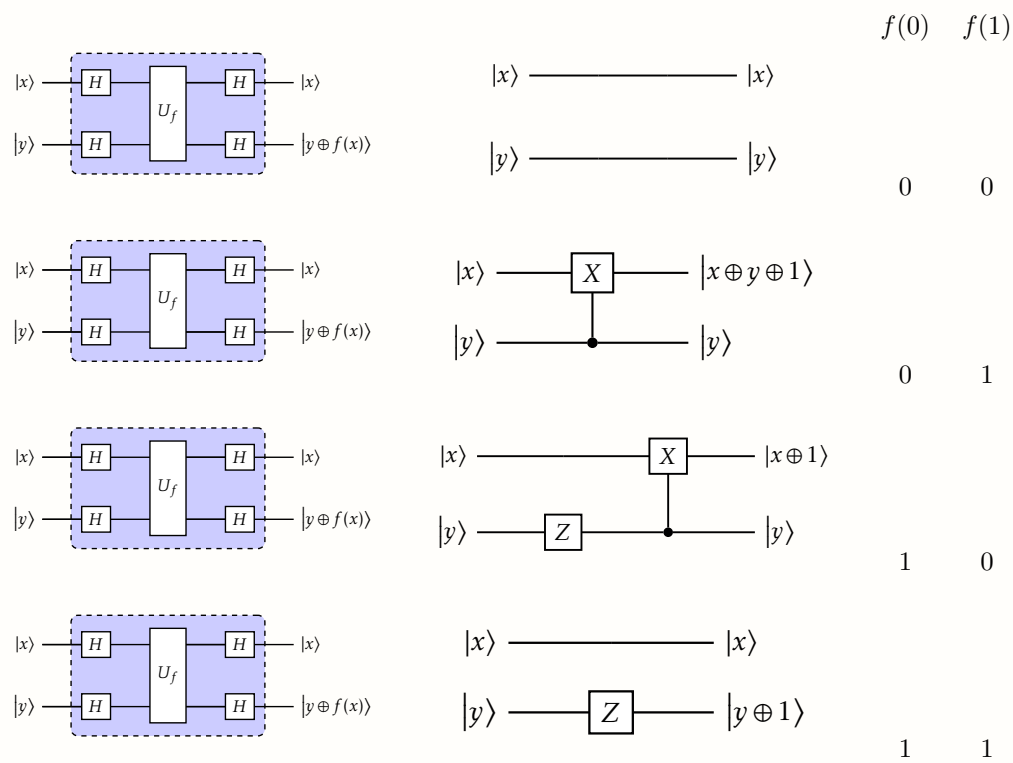 f(0) f(1)
|x⟩ H U_f H |x⟩
|y⟩ H H |y ⊕ f(x)⟩
|x⟩ |x⟩
|y⟩ |y⟩
0 0
|x⟩ H U_f H |x⟩
|y⟩ H H |y ⊕ f(x)⟩
|x⟩ X |x ⊕ y ⊕ 1⟩
|y⟩ |y⟩
0 1
|x⟩ H U_f H |x⟩
|y⟩ H H |y ⊕ f(x)⟩
|x⟩ X |x ⊕ 1⟩
|y⟩ Z |y⟩
1 0
|x⟩ H U_f H |x⟩
|y⟩ H H |y ⊕ f(x)⟩
|x⟩ |x⟩
|y⟩ Z |y ⊕ 1⟩
1 1